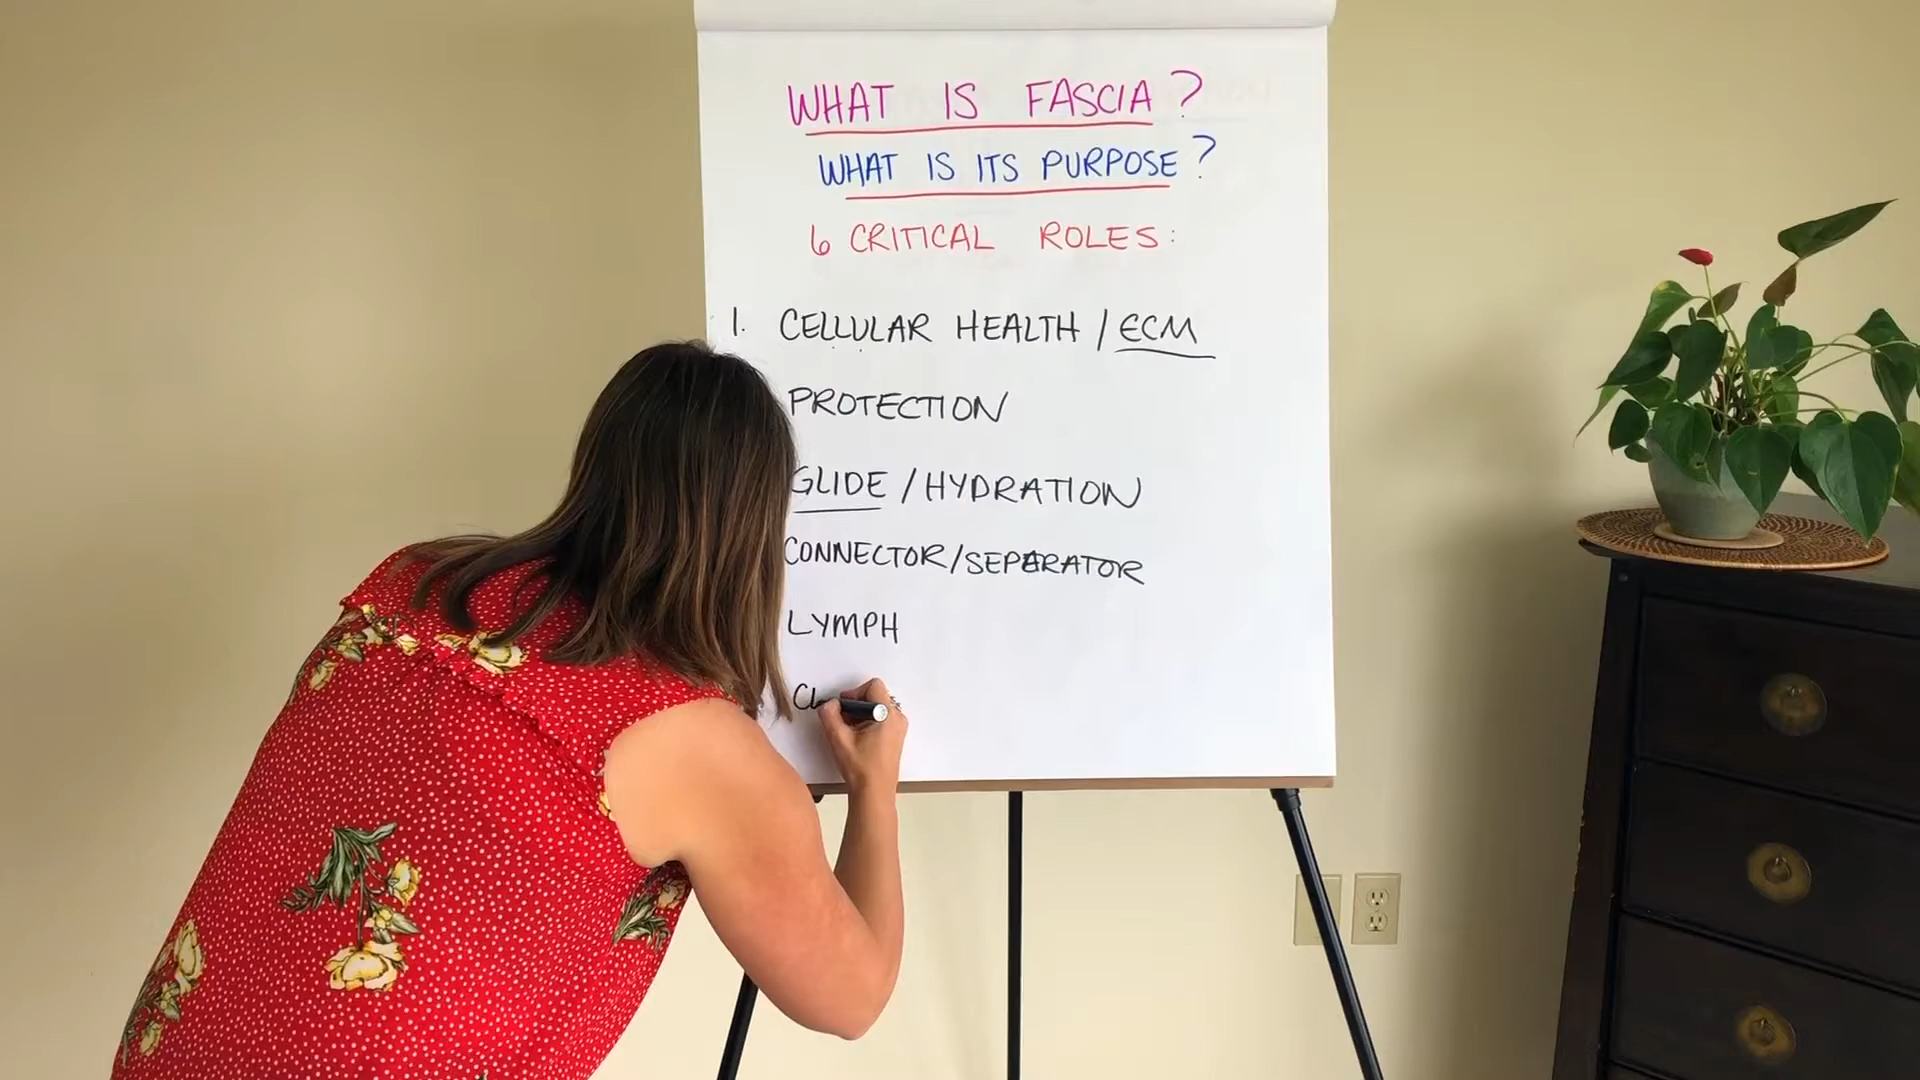 WHAT IS FASCIA?
WHAT IS ITS PURPOSE?
6 CRITICAL ROLES:
1. CELLULAR HEALTH / ECM
PROTECTION
GLIDE / HYDRATION
CONNECTOR/SEPARATOR
LYMPH